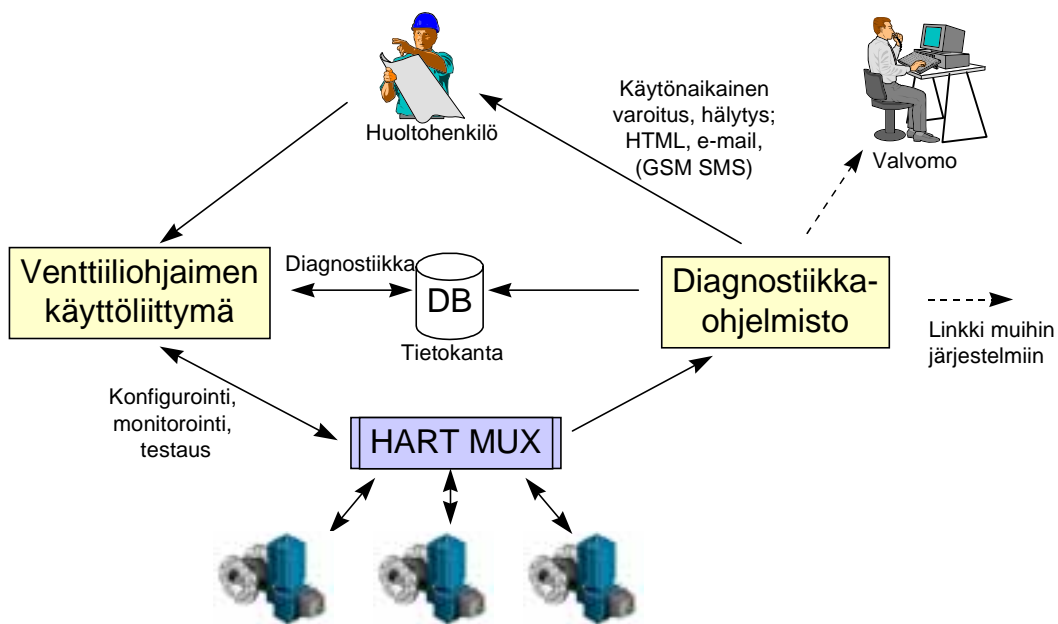 Huoltohenkilö
Käytönaikainen
varoitus, hälytys;
HTML, e-mail,
(GSM SMS)
Valvomo
Venttiiliohjaimen
käyttöliittymä
Diagnostiikka
DB
Tietokanta
Diagnostiikka-
ohjelmisto
Linkki muihin
järjestelmiin
Konfigurointi,
monitorointi,
testaus
HART MUX